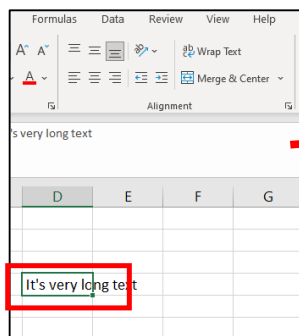 Formulas Data Review View Help
A A Wrap Text
A Merge & Center
Alignment
's very long text
D E F G
It's very long text